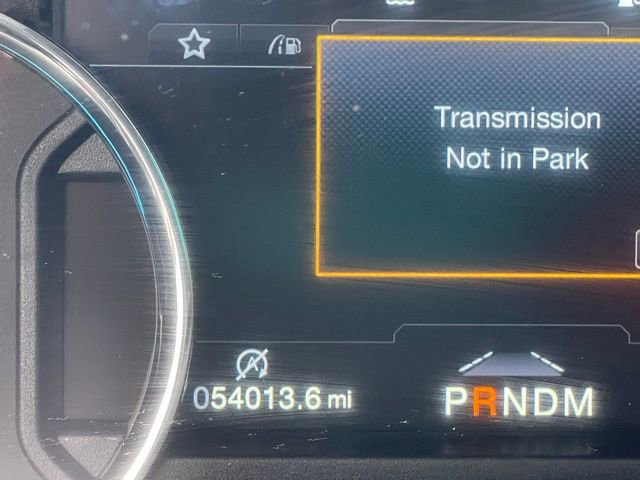 Transmission
Not in Park
054013.6 mi
PRNDM